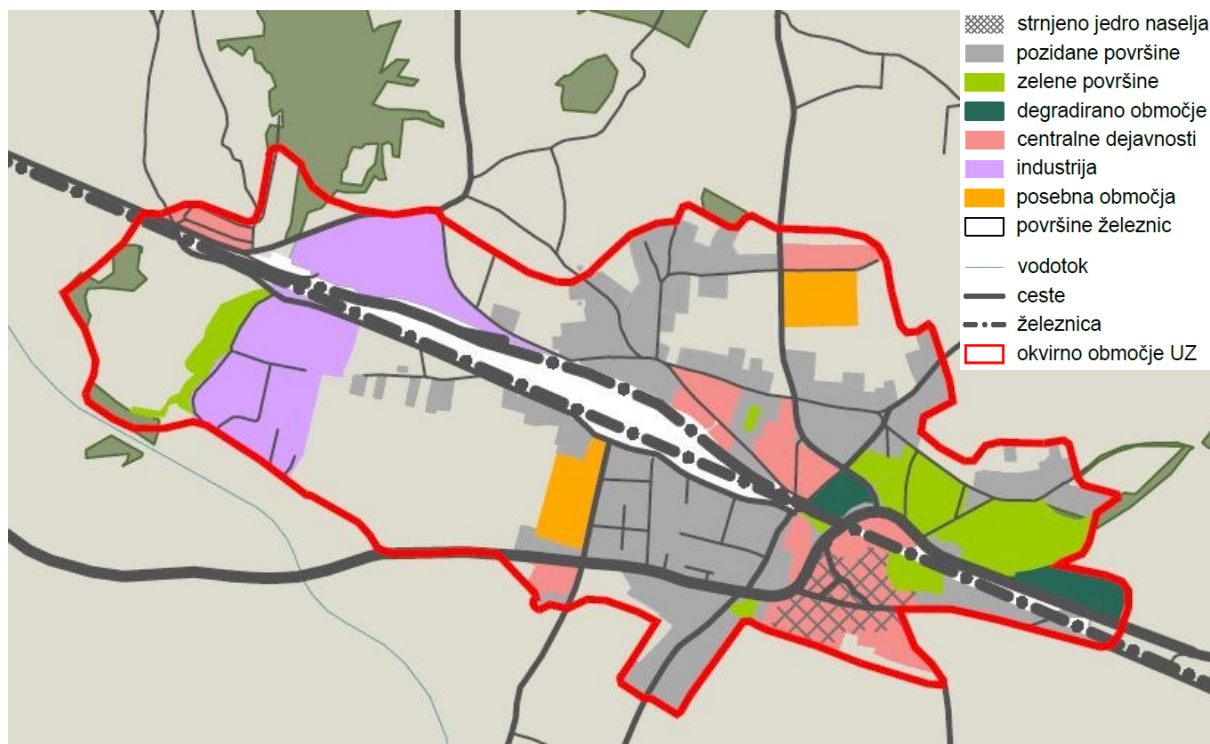 strnjeno jedro naselja
pozidane površine
zelene površine
degradirano območje
centralne dejavnosti
industrija
posebna območja
površine železnic
vodotok
ceste
železnica
okvirno območje UZ